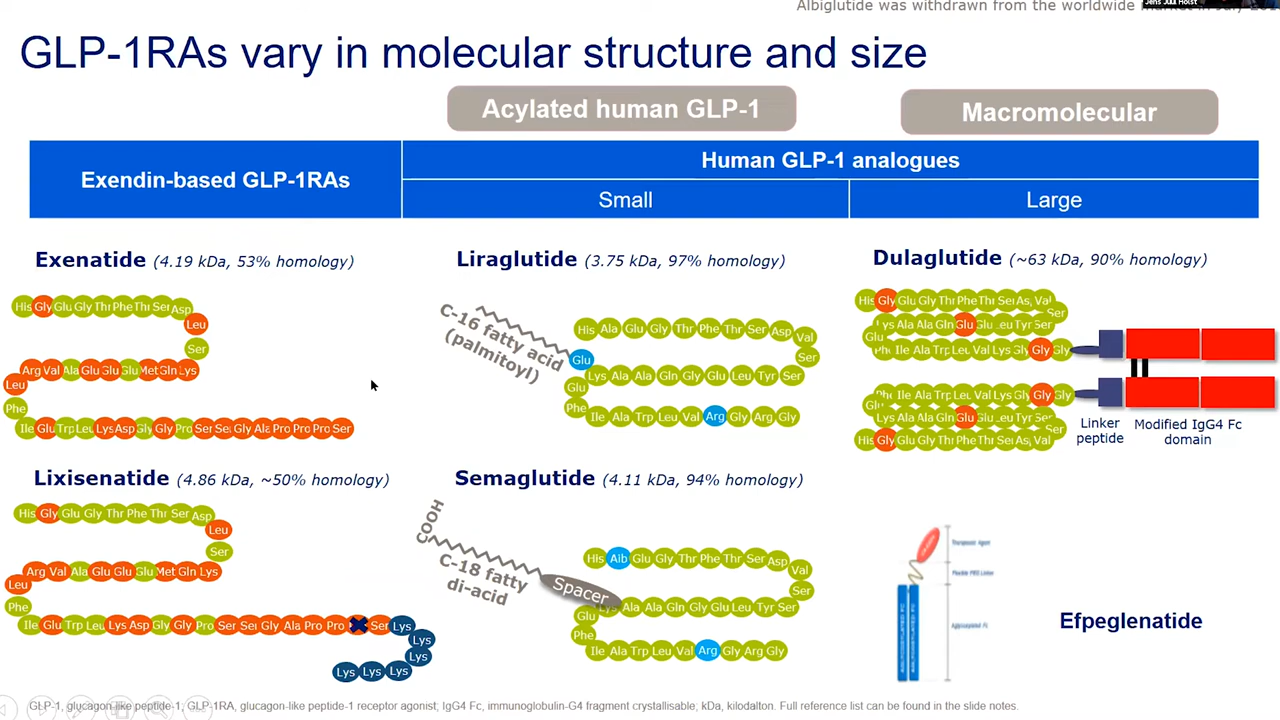 Albiglutide was withdrawn from the worldwide
Jens Juul Holst
GLP-1RAs vary in molecular structure and size
Acylated human GLP-1
Macromolecular
Exendin-based GLP-1RAs
Human GLP-1 analogues
Small
Large
Exenatide (4.19 kDa, 53% homology)
His Gly Glu Gly Thr Phe Thr Ser Asp
Leu
Ser
Arg Val Ala Glu Glu Glu Met Gln Lys
Leu
Phe
Ile Glu Trp Leu Lys Asp Gly Gly Pro Ser Ser Gly Ala Pro Pro Pro Ser
Liraglutide (3.75 kDa, 97% homology)
C-16 fatty acid
(palmitoyl)
His Ala Glu Gly Thr Phe Thr Ser Asp Val
Ser
Glu
Lys Ala Ala Gln Gly Glu Leu Tyr Ser
Glu
Phe
Ile Ala Trp Leu Val Arg Gly Arg Gly
Dulaglutide (~63 kDa, 90% homology)
His Gly Glu Gly Thr Phe Thr Ser Asp Val
Ser
Lys Ala Ala Gln Glu Glu Leu Tyr Ser
Glu
Phe Ile Ala Trp Leu Val Lys Gly Gly Gly
Phe Ile Ala Trp Leu Val Lys Gly Gly Gly
Glu
Lys Ala Ala Gln Glu Glu Leu Tyr Ser
Ser
His Gly Glu Gly Thr Phe Thr Ser Asp Val
Linker
peptide
Modified IgG4 Fc
domain
Lixisenatide (4.86 kDa, ~50% homology)
His Gly Glu Gly Thr Phe Thr Ser Asp
Leu
Ser
Arg Val Ala Glu Glu Glu Met Gln Lys
Leu
Phe
Ile Glu Trp Leu Lys Asp Gly Gly Pro Ser Ser Gly Ala Pro Pro Ser Lys
Lys
Lys
Lys Lys Lys
Semaglutide (4.11 kDa, 94% homology)
COOH
C-18 fatty
di-acid
Spacer
His Aib Glu Gly Thr Phe Thr Ser Asp
Val
Ser
Lys Ala Ala Gln Gly Glu Leu Tyr Ser
Glu
Phe
Ile Ala Trp Leu Val Arg Gly Arg Gly
Efpeglenatide
GLP-1, glucagon-like peptide-1, GLP-1RA, glucagon-like peptide-1 receptor agonist; IgG4 Fc, immunoglobulin-G4 fragment crystallisable; kDa, kilodalton. Full reference list can be found in the slide notes.